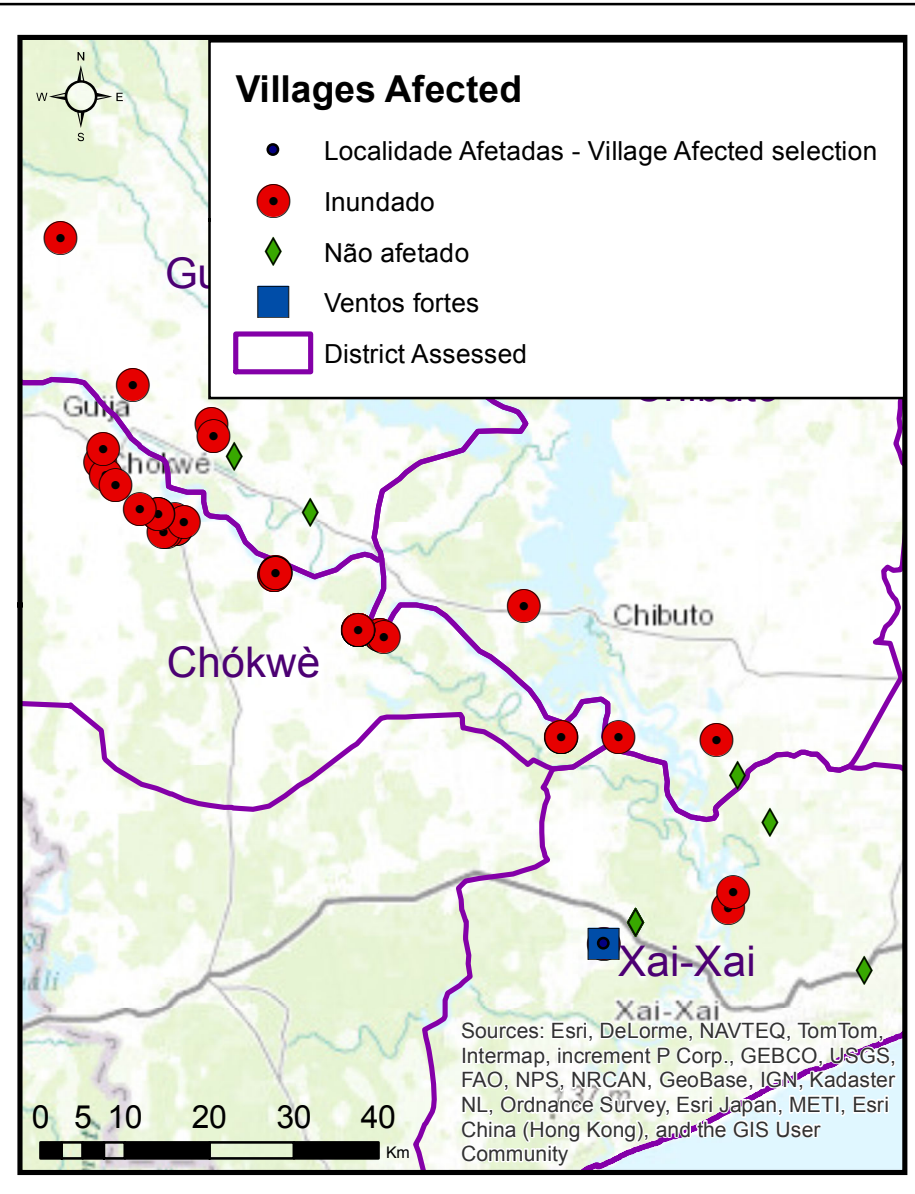 N
W E
S
Villages Afected
Localidade Afetadas - Village Afected selection
Inundado
Não afetado
Ventos fortes
District Assessed
Gu
Guija
Chokwé
Chibuto
Chókwè
Xai-Xai
Xai-Xai
Sources: Esri, DeLorme, NAVTEQ, TomTom,
Intermap, increment P Corp., GEBCO, USGS,
FAO, NPS, NRCAN, GeoBase, IGN, Kadaster
NL, Ordnance Survey, Esri Japan, METI, Esri
China (Hong Kong), and the GIS User
Community
137 m
0 5 10 20 30 40
Km